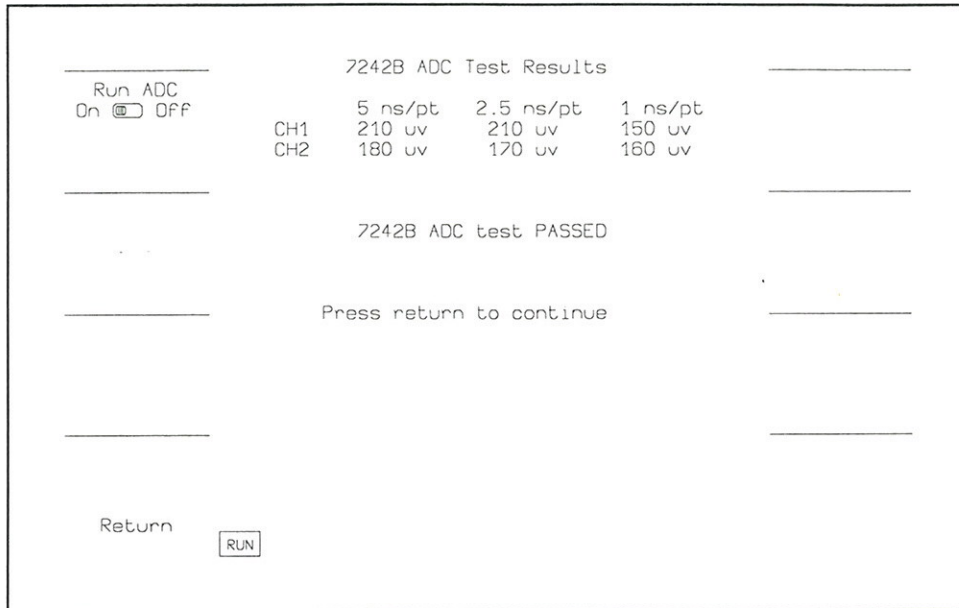 7242B ADC Test Results
Run ADC
On Off
5 ns/pt 2.5 ns/pt 1 ns/pt
CH1 210 uv 210 uv 150 uv
CH2 180 uv 170 uv 160 uv
7242B ADC test PASSED
Press return to continue
Return
RUN